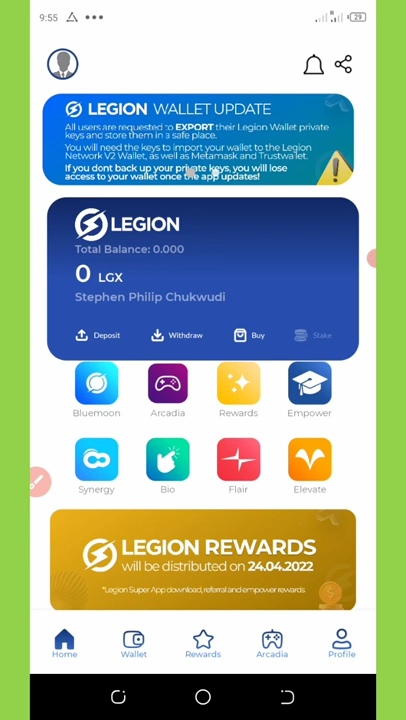 9:55
29
LEGION WALLET UPDATE
All users are requested to EXPORT their Legion Wallet private
keys and store them in a safe place.
You will need the keys to import your wallet to the Legion
Network V2 Wallet, as well as Metamask and Trustwallet.
If you dont back up your private keys, you will lose
access to your wallet once the app updates!
LEGION
Total Balance: 0.000
0 LGX
Stephen Philip Chukwudi
Deposit Withdraw Buy Stake
Bluemoon Arcadia Rewards Empower
Synergy Bio Flair Elevate
LEGION REWARDS
will be distributed on 24.04.2022
*Legion Super App download, referral and empower rewards.
Home Wallet Rewards Arcadia Profile